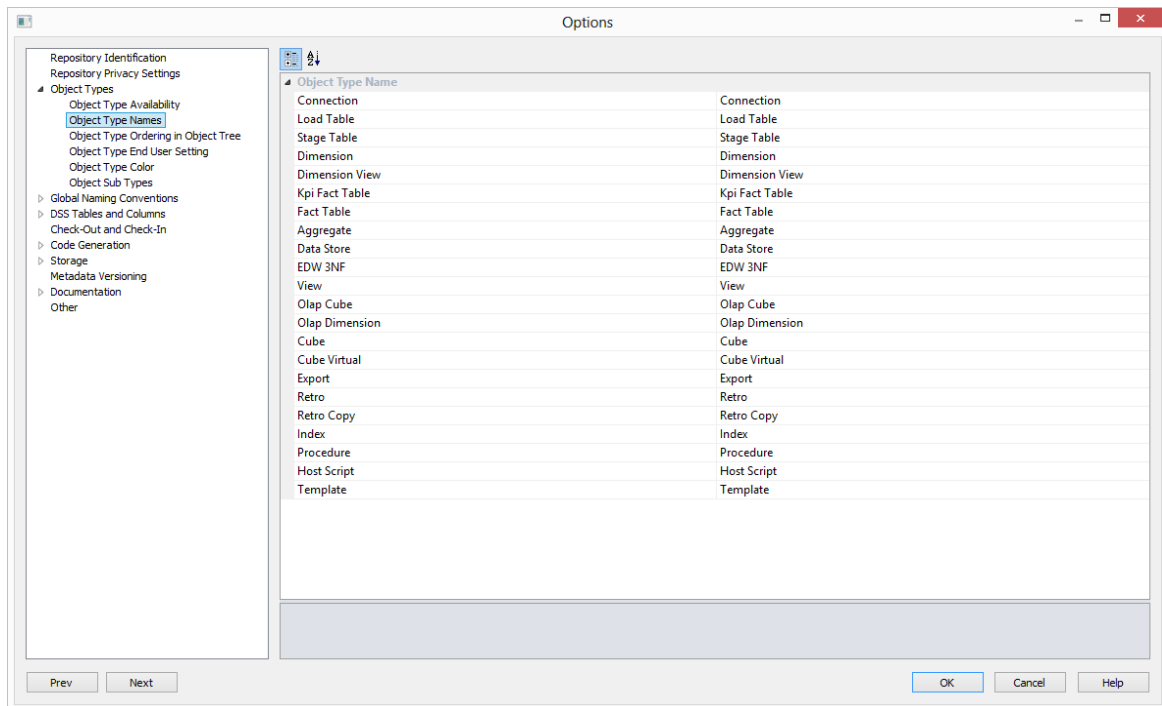 Options
Repository Identification
Repository Privacy Settings
Object Types
Object Type Availability
Object Type Names
Object Type Ordering in Object Tree
Object Type End User Setting
Object Type Color
Object Sub Types
Global Naming Conventions
DSS Tables and Columns
Check-Out and Check-In
Code Generation
Storage
Metadata Versioning
Documentation
Other
Object Type Name
Connection Connection
Load Table Load Table
Stage Table Stage Table
Dimension Dimension
Dimension View Dimension View
Kpi Fact Table Kpi Fact Table
Fact Table Fact Table
Aggregate Aggregate
Data Store Data Store
EDW 3NF EDW 3NF
View View
Olap Cube Olap Cube
Olap Dimension Olap Dimension
Cube Cube
Cube Virtual Cube Virtual
Export Export
Retro Retro
Retro Copy Retro Copy
Index Index
Procedure Procedure
Host Script Host Script
Template Template
Prev Next OK Cancel Help